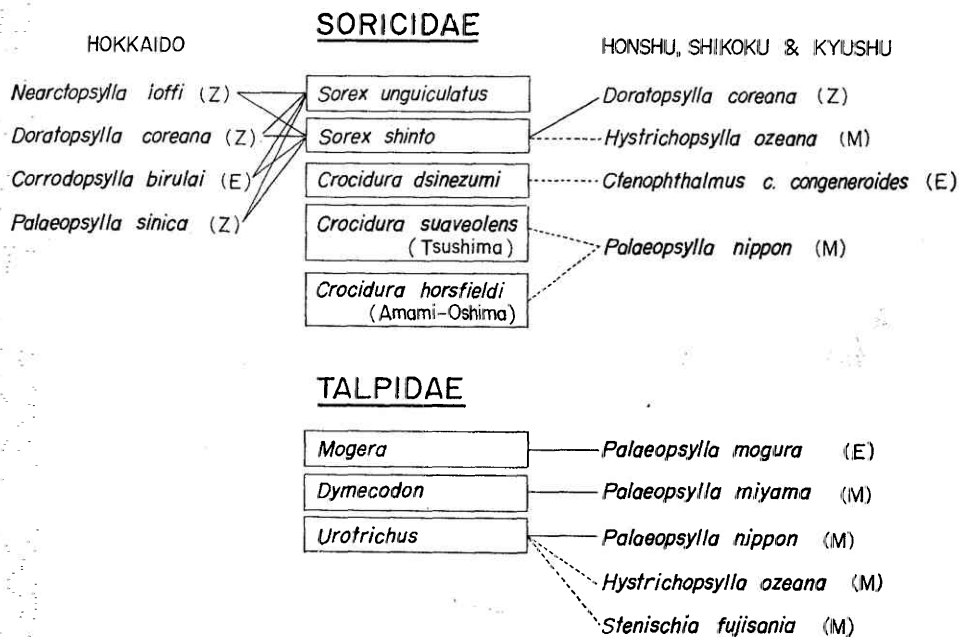 SORICIDAE
HOKKAIDO
HONSHU, SHIKOKU & KYUSHU
Nearctopsylla ioffi (Z)
Doratopsylla coreana (Z)
Corrodopsylla birulai (E)
Palaeopsylla sinica (Z)
Sorex unguiculatus
Sorex shinto
Crocidura dsinezumi
Crocidura suaveolens
(Tsushima)
Crocidura horsfieldi
(Amami-Oshima)
Doratopsylla coreana (Z)
Hystrichopsylla ozeana (M)
Ctenophthalmus c. congeneroides (E)
Palaeopsylla nippon (M)
TALPIDAE
Mogera
Dymecodon
Urotrichus
Palaeopsylla mogura (E)
Palaeopsylla miyama (M)
Palaeopsylla nippon (M)
Hystrichopsylla ozeana (M)
Stenischia fujisania (M)